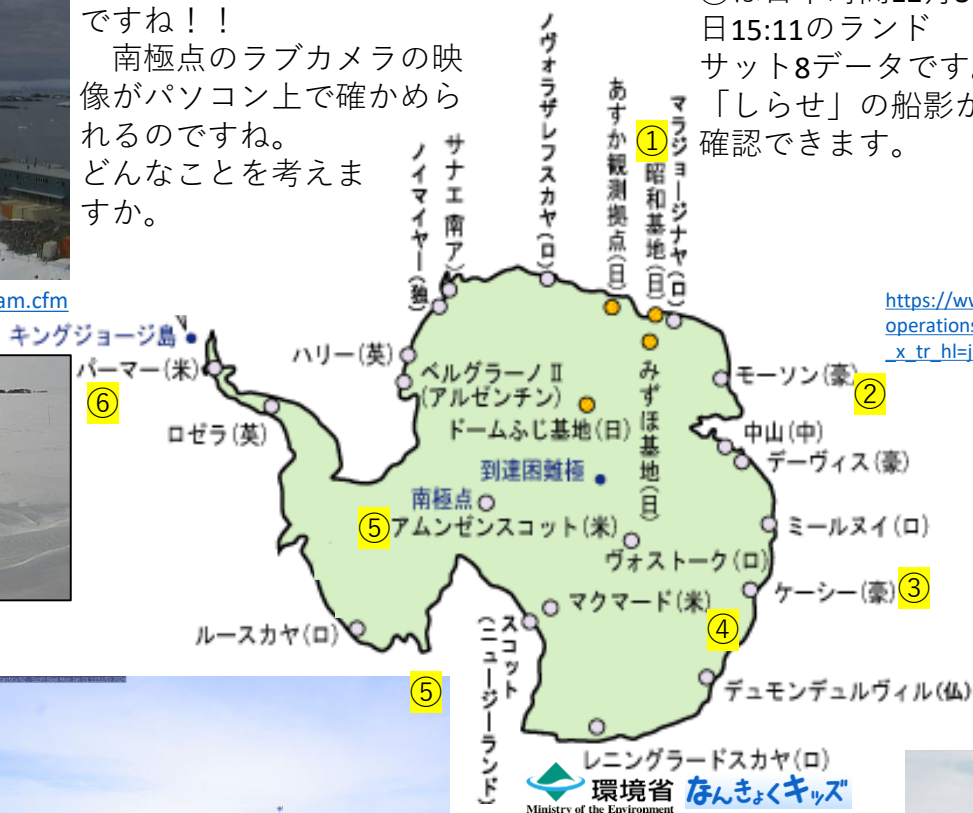 ですね！！
　南極点のラブカメラの映
像がパソコン上で確かめら
れるのですね。
どんなことを考えま
すか。
日15:11のランド
サット8データです。
「しらせ」の船影が
確認できます。
am.cfm
https://ww
operations
_x_tr_hl=j
ノヴォラザレフスカヤ(ロ)
あすか観測拠点(日)
①
昭和基地(日)
マラジョージナヤ(ロ)
サナエ(南ア)
ノイマイヤー(独)
キングジョージ島
パーマー(米)
⑥
ハリー(英)
ベルグラーノⅡ
(アルゼンチン)
ロゼラ(英)
ドームふじ基地(日)
みずほ基地(日)
モーソン(豪)
②
中山(中)
デーヴィス(豪)
到達困難極
南極点
⑤
アムンゼンスコット(米)
ミールヌイ(ロ)
ヴォストーク(ロ)
ケーシー(豪)
③
マクマード(米)
④
ルースカヤ(ロ)
スコット
(ニュージーランド)
⑤
デュモンデュルヴィル(仏)
レニングラードスカヤ(ロ)
環境省
Ministry of the Environment
なんきょくキッズ